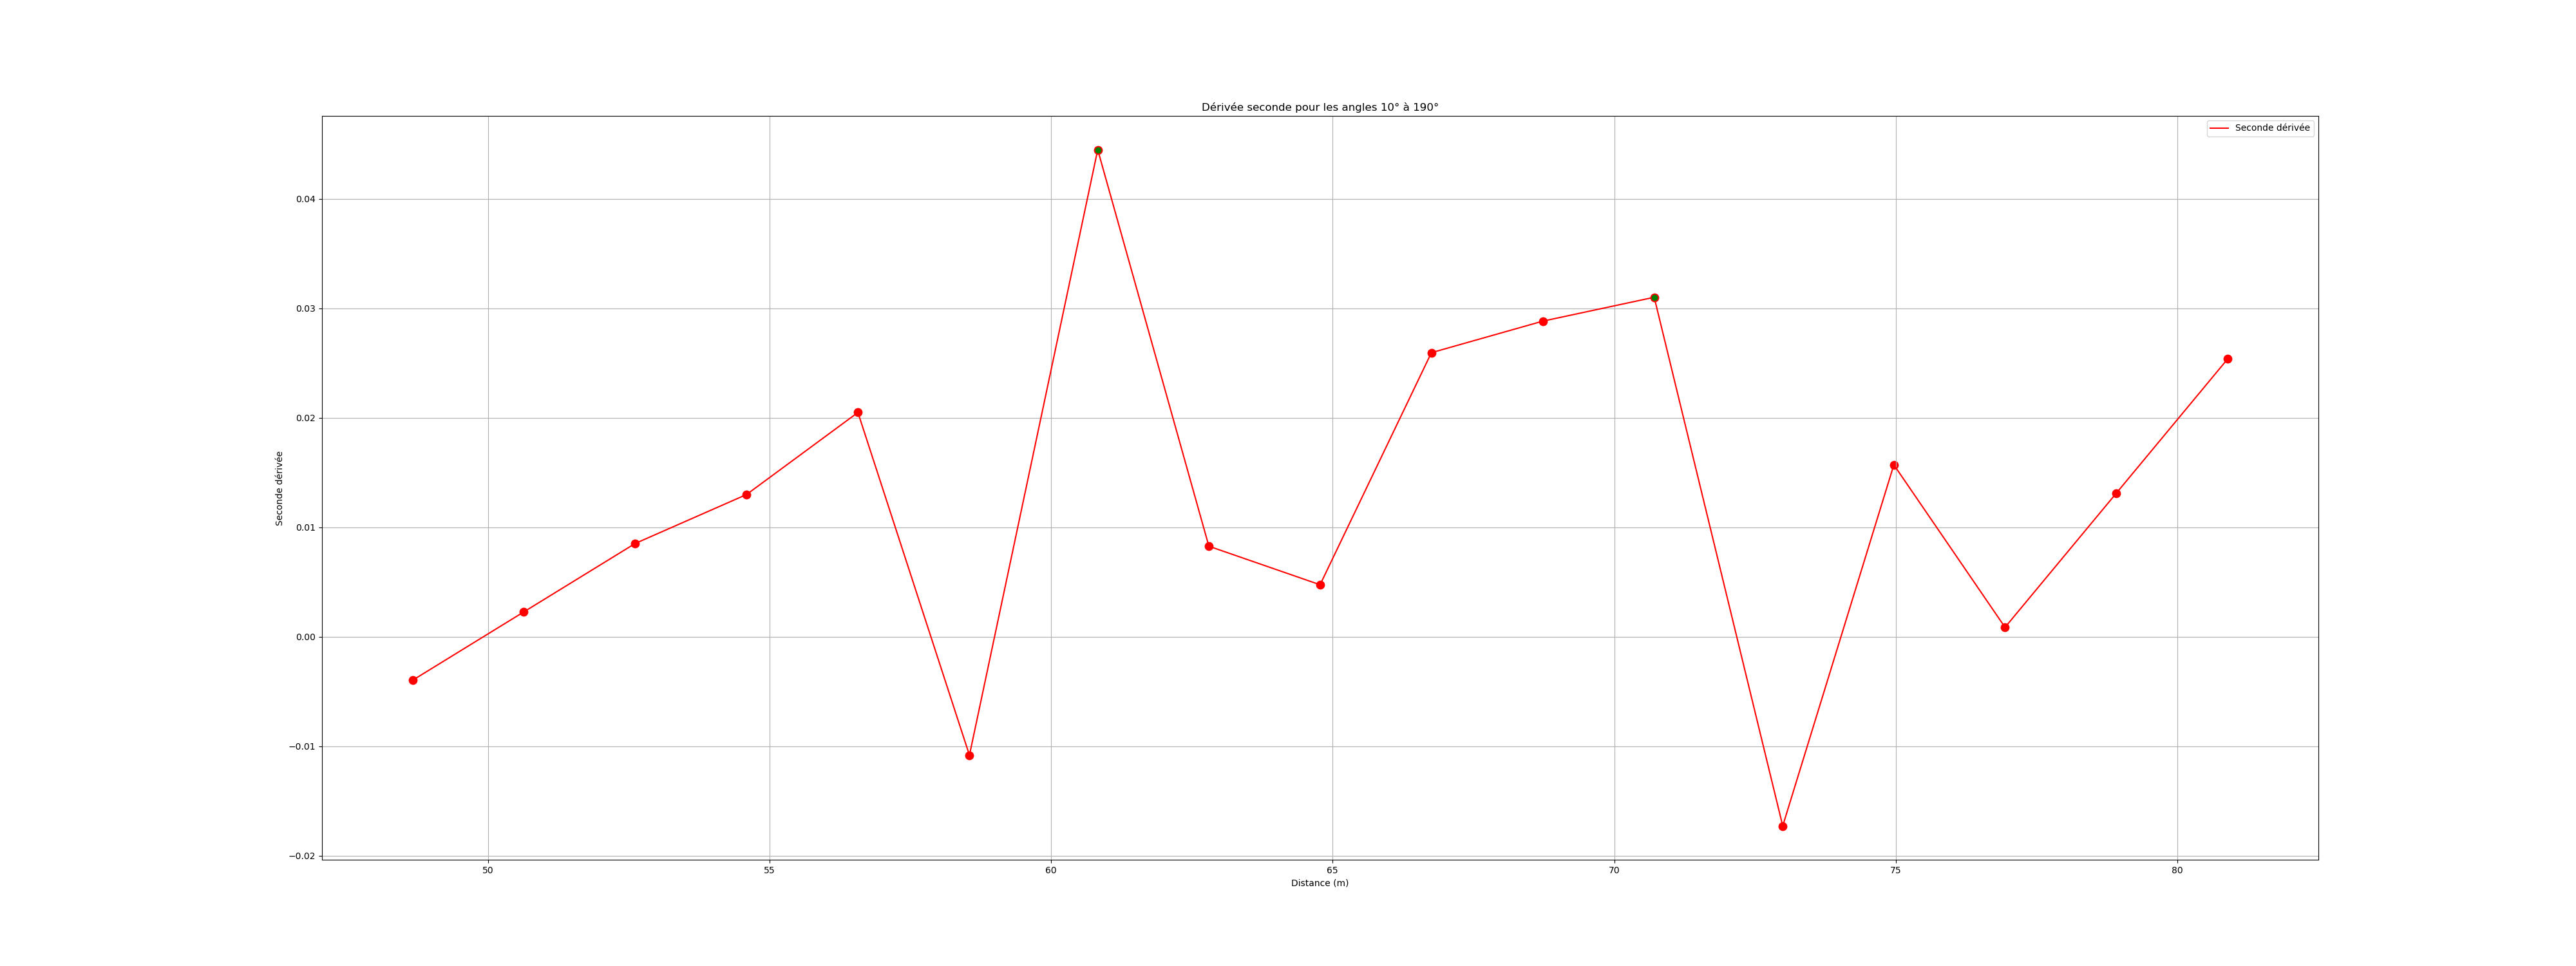 Dérivée seconde pour les angles 10° à 190°
Seconde dérivée
0.04
0.03
0.02
0.01
0.00
−0.01
−0.02
Seconde dérivée
50 55 60 65 70 75 80
Distance (m)